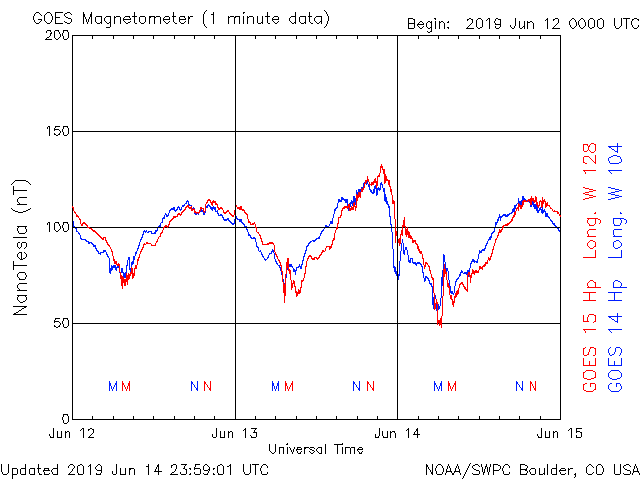 GOES Magnetometer (1 minute data)
Begin: 2019 Jun 12 0000 UTC
200
150
100
50
0
NanoTesla (nT)
M M N N M M N N M M N N
Jun 12 Jun 13 Jun 14 Jun 15
Universal Time
GOES 15 Hp Long. W 128
GOES 14 Hp Long. W 104
Updated 2019 Jun 14 23:59:01 UTC
NOAA/SWPC Boulder, CO USA